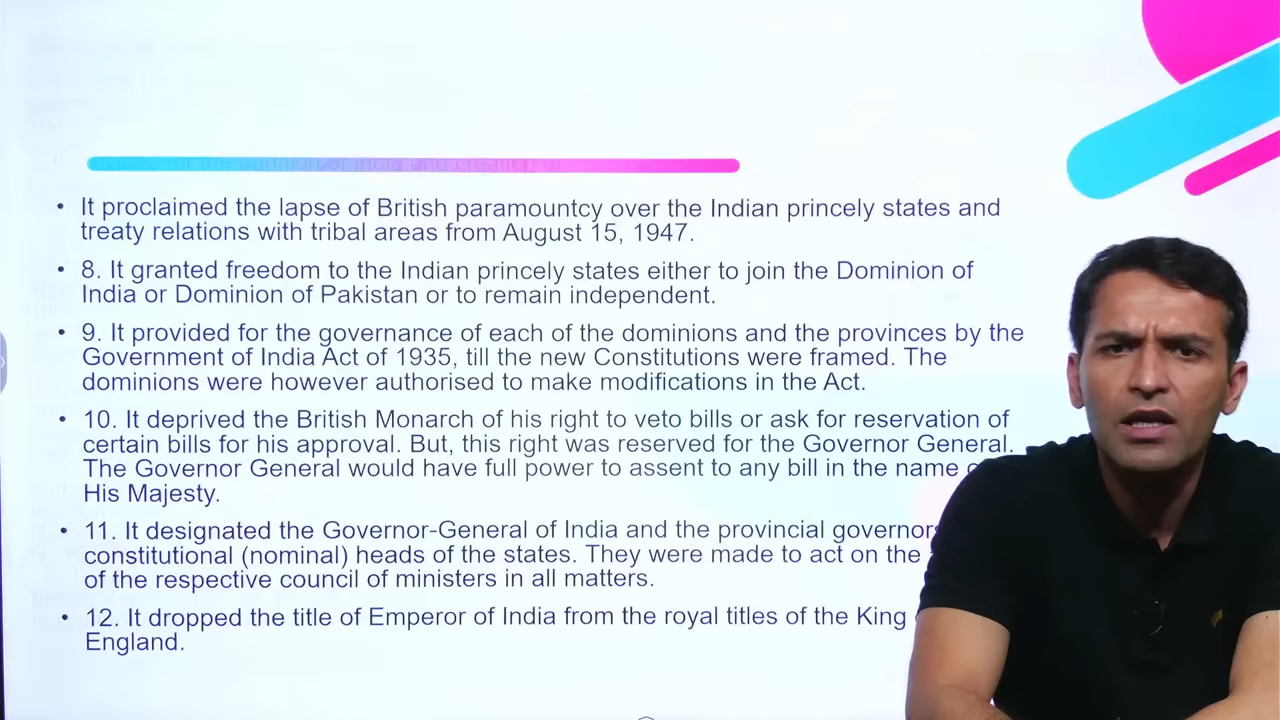 • It proclaimed the lapse of British paramountcy over the Indian princely states and
treaty relations with tribal areas from August 15, 1947.
• 8. It granted freedom to the Indian princely states either to join the Dominion of
India or Dominion of Pakistan or to remain independent.
• 9. It provided for the governance of each of the dominions and the provinces by the
Government of India Act of 1935, till the new Constitutions were framed. The
dominions were however authorised to make modifications in the Act.
• 10. It deprived the British Monarch of his right to veto bills or ask for reservation of
certain bills for his approval. But, this right was reserved for the Governor General.
The Governor General would have full power to assent to any bill in the name
His Majesty.
• 11. It designated the Governor-General of India and the provincial governors
constitutional (nominal) heads of the states. They were made to act on the
of the respective council of ministers in all matters.
• 12. It dropped the title of Emperor of India from the royal titles of the King
England.